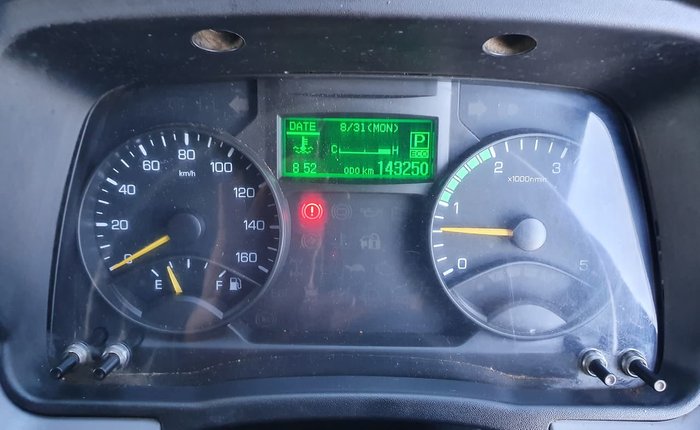 DATE 8/31(MON)
P
C H
8 52 ODO km 143250
0 20 40 60 80 100 120 140 160
km/h
E F
0 1 2 3 5
x1000r/min